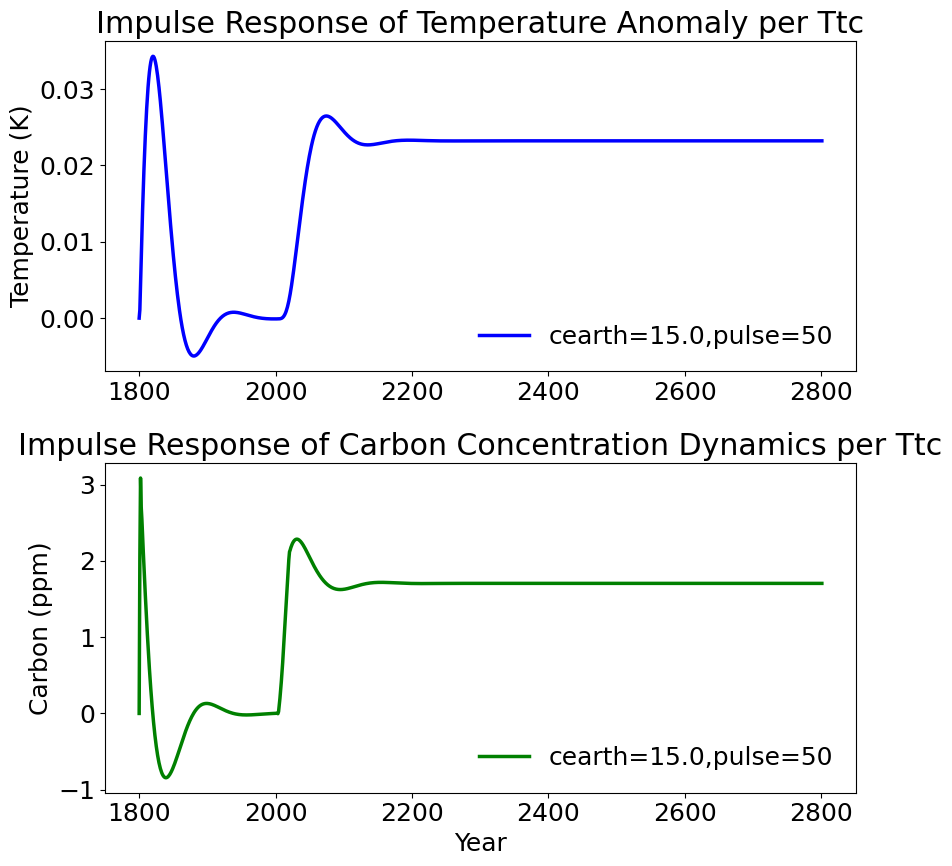 Impulse Response of Temperature Anomaly per Ttc
Temperature (K)
0.03
0.02
0.01
0.00
cearth=15.0,pulse=50
1800 2000 2200 2400 2600 2800
Impulse Response of Carbon Concentration Dynamics per Ttc
Carbon (ppm)
3
2
1
0
−1
cearth=15.0,pulse=50
1800 2000 2200 2400 2600 2800
Year